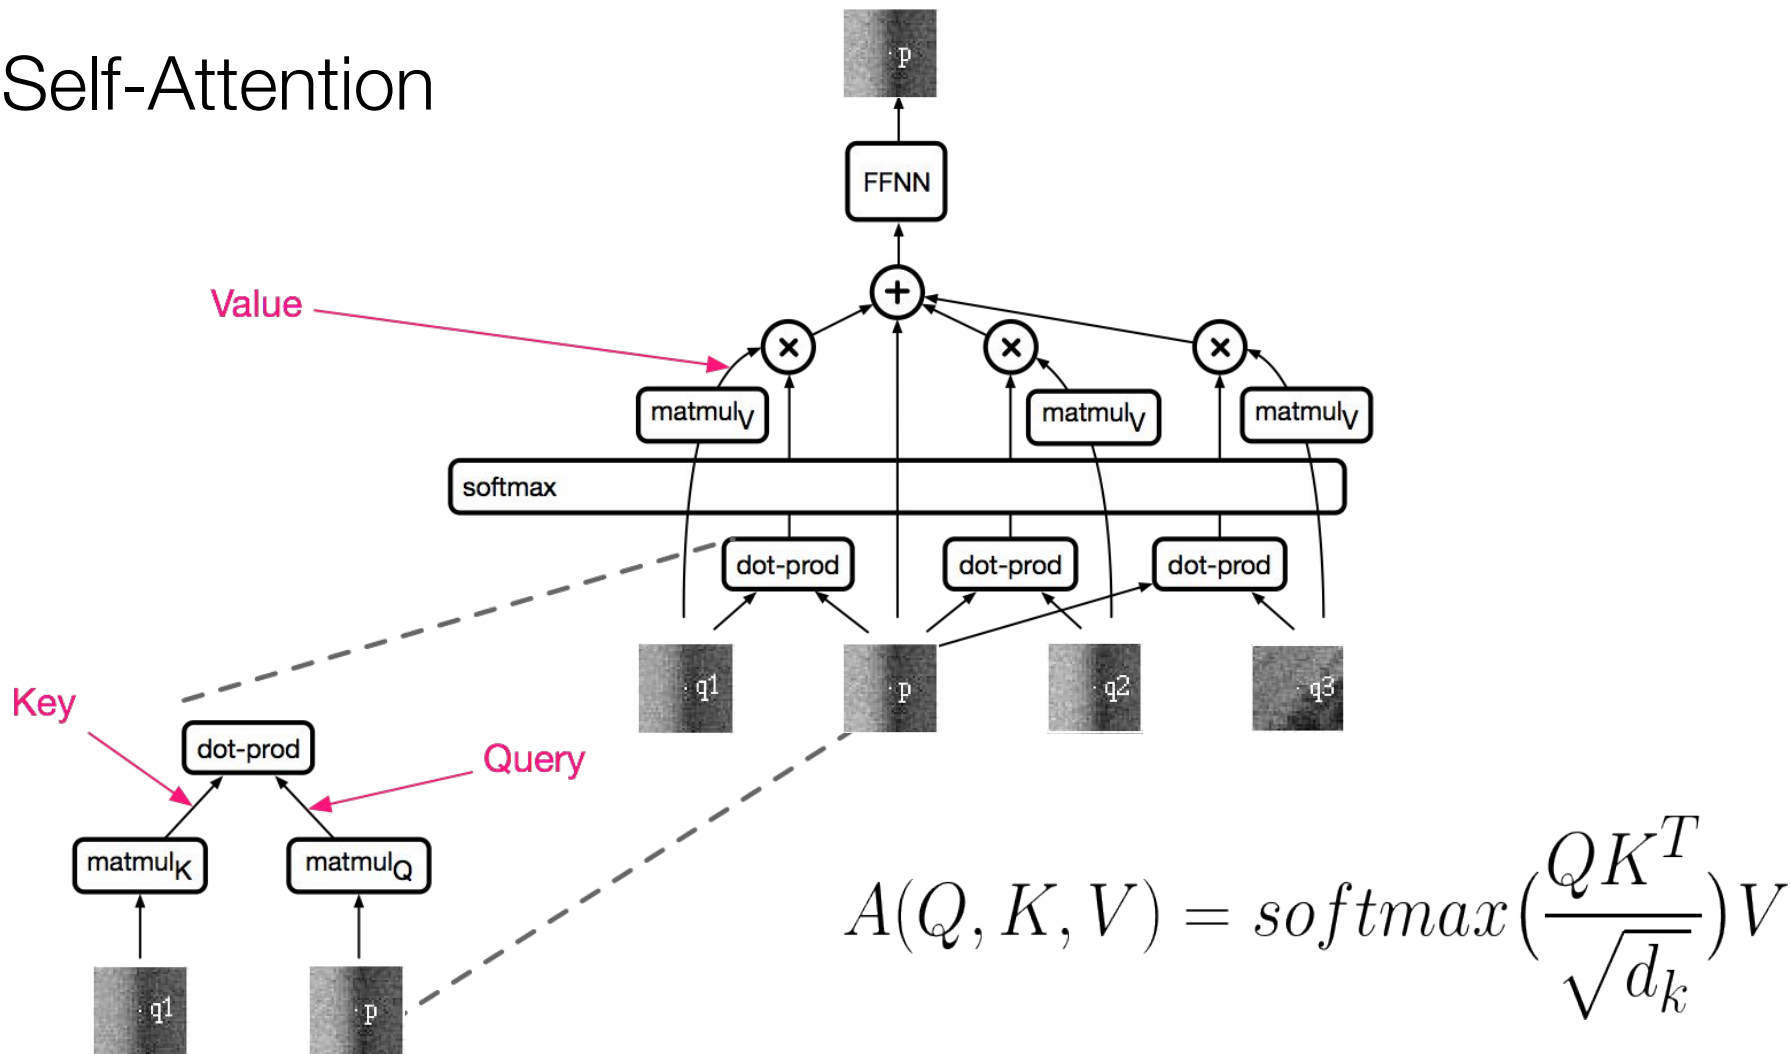 Self-Attention
p
FFNN
+
Value
× × ×
matmulV matmulV matmulV
softmax
dot-prod dot-prod dot-prod
q1 p q2 q3
Key
dot-prod
Query
matmulK matmulQ
A(Q, K, V) = softmax(QK^T/√d_k)V
q1 p